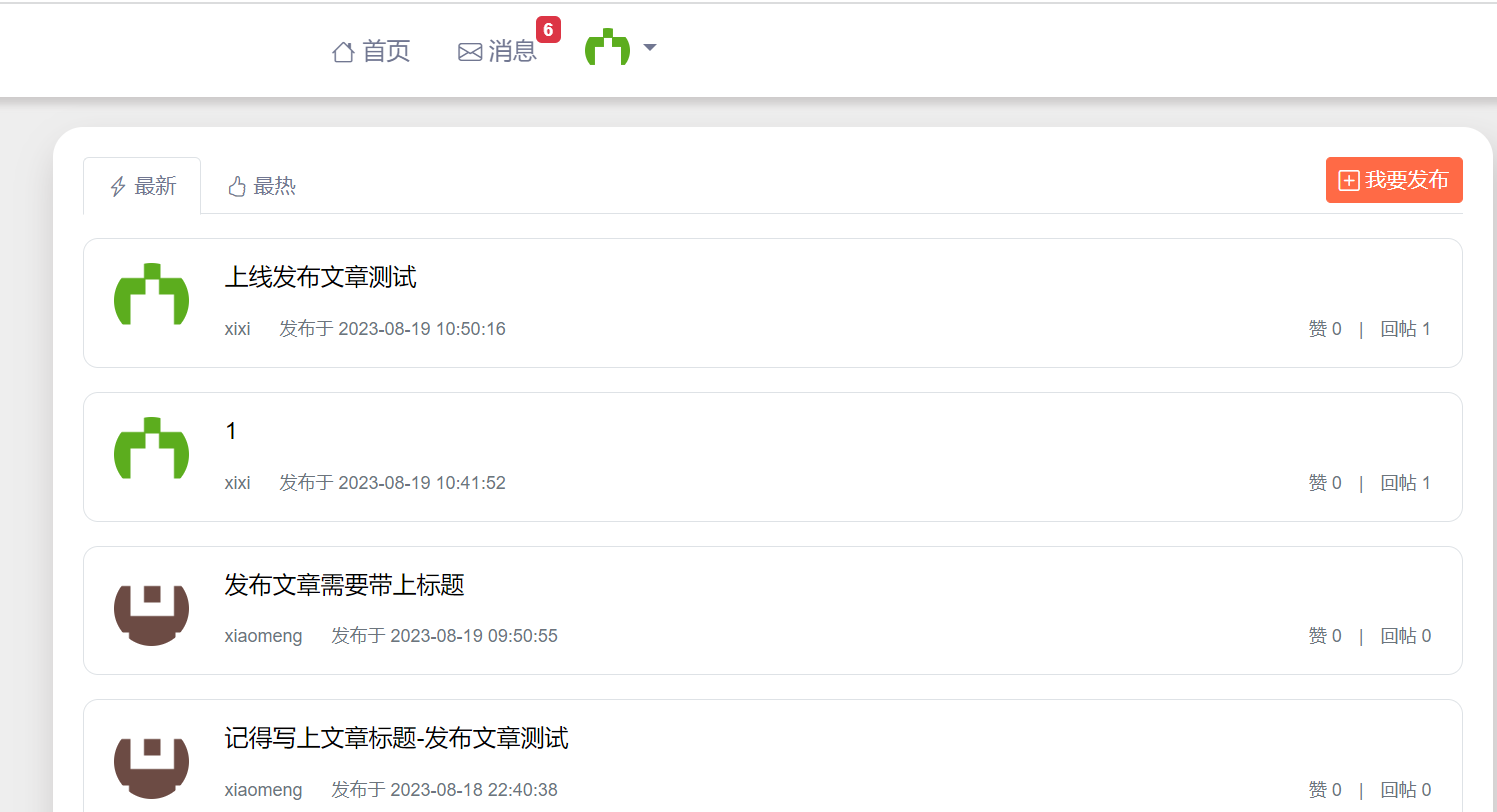 首页 消息 6
最新 最热 我要发布
上线发布文章测试
xixi 发布于 2023-08-19 10:50:16 赞 0 | 回帖 1
1
xixi 发布于 2023-08-19 10:41:52 赞 0 | 回帖 1
发布文章需要带上标题
xiaomeng 发布于 2023-08-19 09:50:55 赞 0 | 回帖 0
记得写上文章标题-发布文章测试
xiaomeng 发布于 2023-08-18 22:40:38 赞 0 | 回帖 0